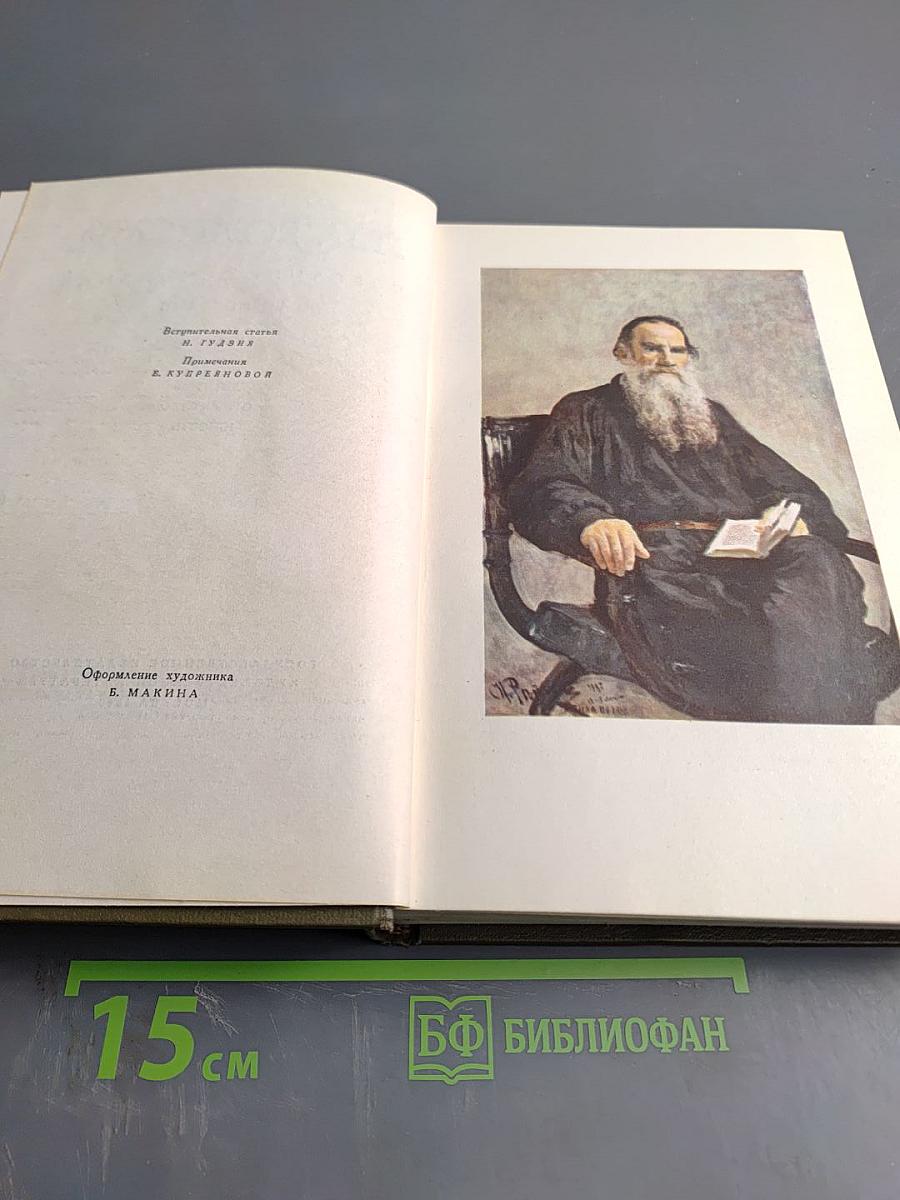 Вступительная статья
Н. ГУДЗИЯ
Примечания
Е. КУПРЕЯНОВОЙ
Оформление художника
Б. МАКИНА
15 см
БФ БИБЛИОФАН